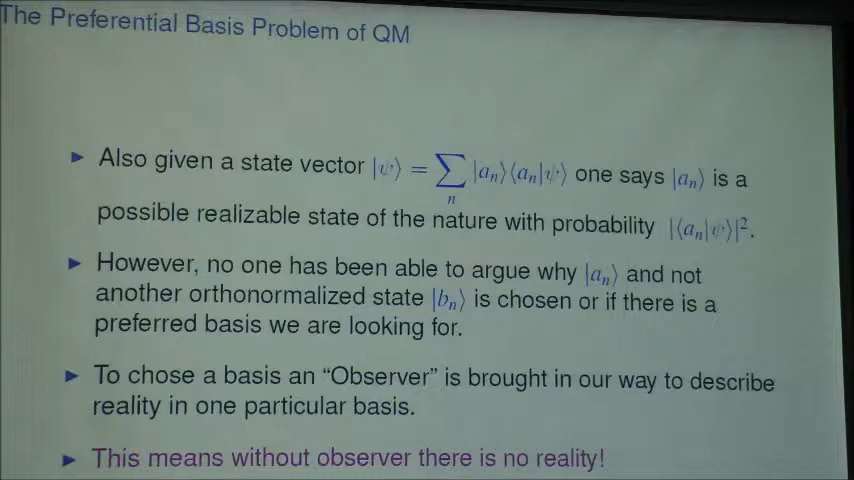 The Preferential Basis Problem of QM
► Also given a state vector |ψ⟩ = ∑ₙ |aₙ⟩⟨aₙ|ψ⟩ one says |aₙ⟩ is a
possible realizable state of the nature with probability |⟨aₙ|ψ⟩|².
► However, no one has been able to argue why |aₙ⟩ and not
another orthonormalized state |bₙ⟩ is chosen or if there is a
preferred basis we are looking for.
► To chose a basis an “Observer” is brought in our way to describe
reality in one particular basis.
► This means without observer there is no reality!